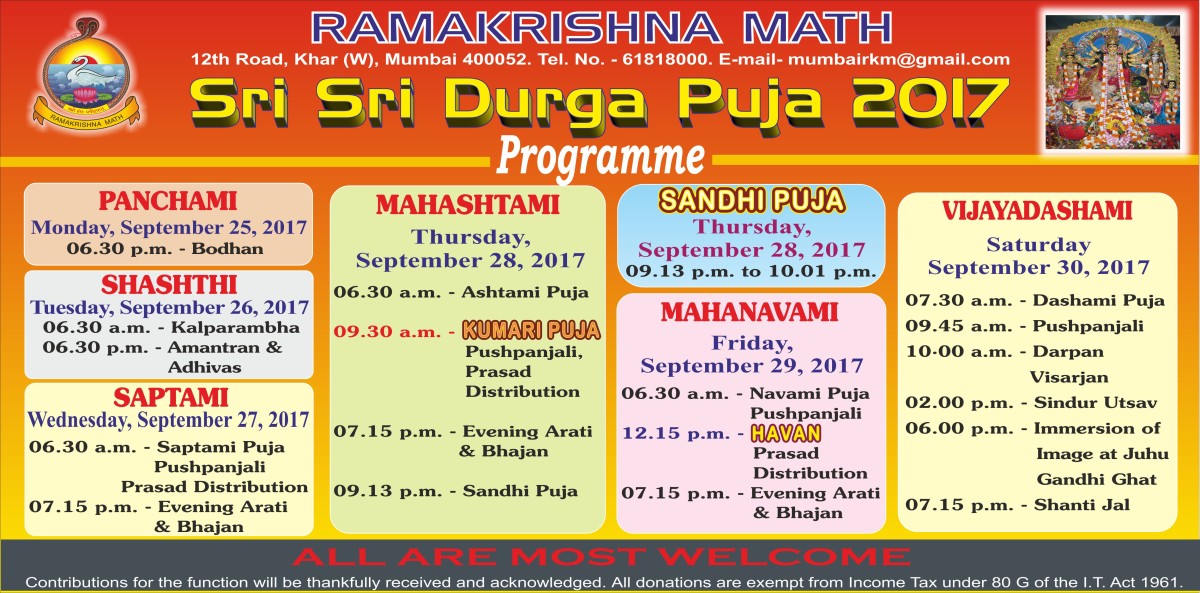 RAMAKRISHNA MATH
12th Road, Khar (W), Mumbai 400052. Tel. No. - 61818000. E-mail- mumbairkm@gmail.com
Sri Sri Durga Puja 2017
Programme
RAMAKRISHNA MATH
PANCHAMI
Monday, September 25, 2017
06.30 p.m. - Bodhan
SHASHTHI
Tuesday, September 26, 2017
06.30 a.m. - Kalparambha
06.30 p.m. - Amantran &
Adhivas
SAPTAMI
Wednesday, September 27, 2017
06.30 a.m. - Saptami Puja
Pushpanjali
Prasad Distribution
07.15 p.m. - Evening Arati
& Bhajan
MAHASHTAMI
Thursday,
September 28, 2017
06.30 a.m. - Ashtami Puja
09.30 a.m. - KUMARI PUJA
Pushpanjali,
Prasad
Distribution
07.15 p.m. - Evening Arati
& Bhajan
09.13 p.m. - Sandhi Puja
SANDHI PUJA
Thursday,
September 28, 2017
09.13 p.m. to 10.01 p.m.
MAHANAVAMI
Friday,
September 29, 2017
06.30 a.m. - Navami Puja
Pushpanjali
12.15 p.m. - HAVAN
Prasad
Distribution
07.15 p.m. - Evening Arati
& Bhajan
VIJAYADASHAMI
Saturday
September 30, 2017
07.30 a.m. - Dashami Puja
09.45 a.m. - Pushpanjali
10·00 a.m. - Darpan
Visarjan
02.00 p.m. - Sindur Utsav
06.00 p.m. - Immersion of
Image at Juhu
Gandhi Ghat
07.15 p.m. - Shanti Jal
ALL ARE MOST WELCOME
Contributions for the function will be thankfully received and acknowledged. All donations are exempt from Income Tax under 80 G of the I.T. Act 1961.